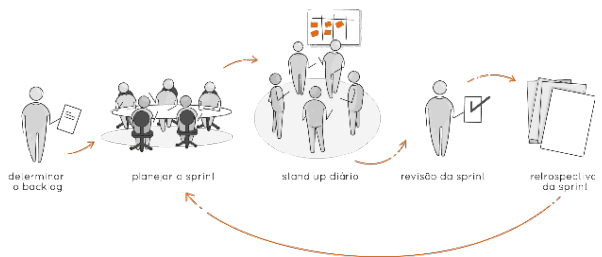 determinar
o backlog
planejar o sprint
stand up diário
revisão da sprint
retrospectiva
da sprint